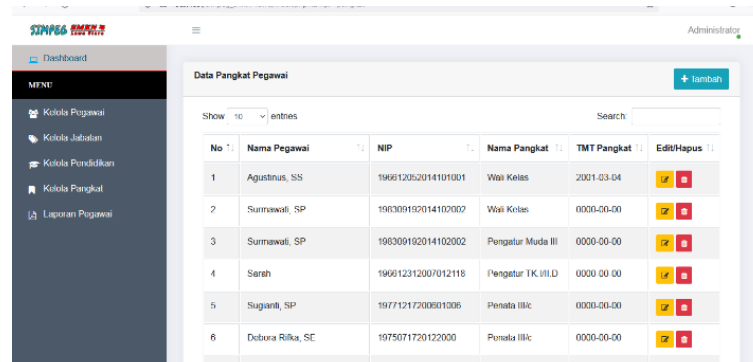 SIMPEG
Administrator
Dashboard
Data Pangkat Pegawai
+ Tambah
MENU
Kelola Pegawai
Show 10 entries
Search:
Kelola Jabatan
No Nama Pegawai NIP Nama Pangkat TMT Pangkat Edit/Hapus
Kelola Pendidikan
1 Agustinus, SS 196612052014101001 Wali Kelas 2001-03-04
Kelola Pangkat
2 Surmawati, SP 198309192014102002 Wali Kelas 0000-00-00
Laporan Pegawai
3 Surmawati, SP 198309192014102002 Pengatur Muda III 0000-00-00
4 Sarah 196612312007012118 Pengatur TK.I/II.D 0000-00-00
5 Sugianti, SP 19771217200601006 Penata III/c 0000-00-00
6 Debora Rifka, SE 1975071720122000 Penata III/c 0000-00-00